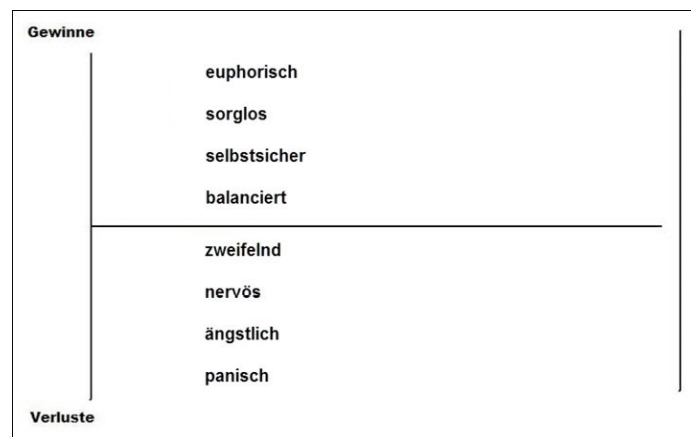 Gewinne
euphorisch
sorglos
selbstsicher
balanciert
zweifelnd
nervös
ängstlich
panisch
Verluste